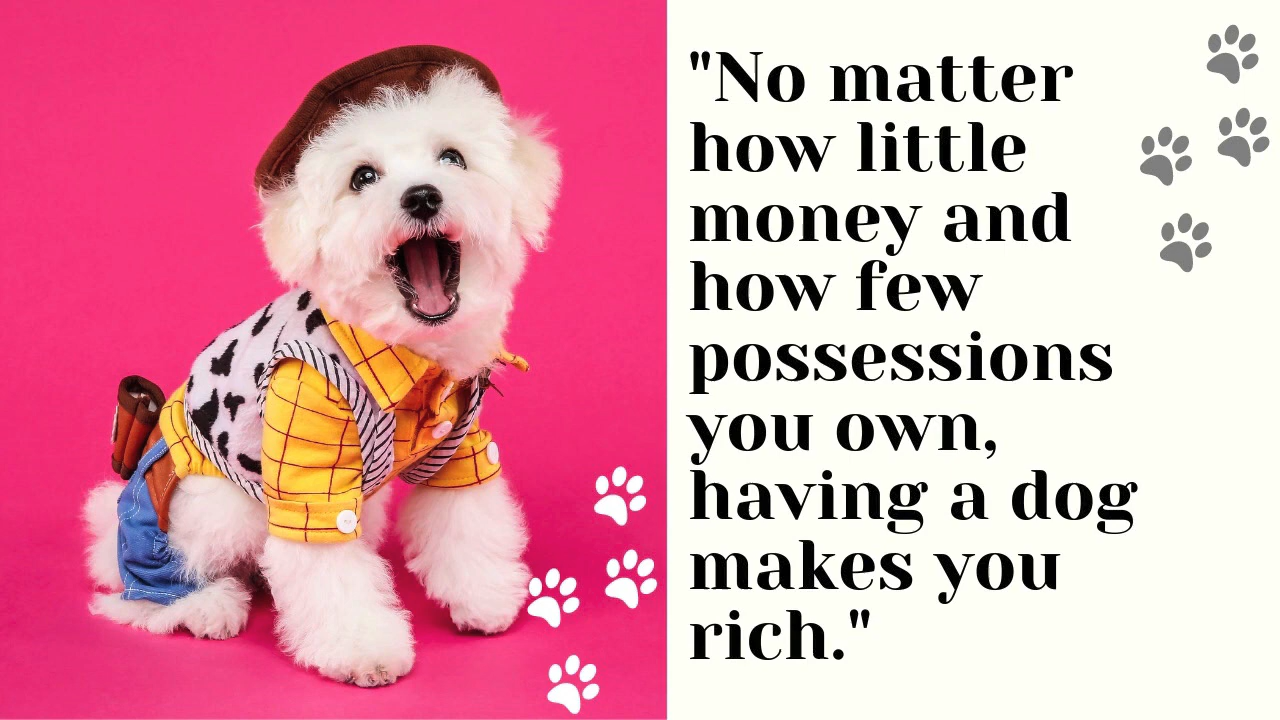 "No matter
how little
money and
how few
possessions
you own,
having a dog
makes you
rich."